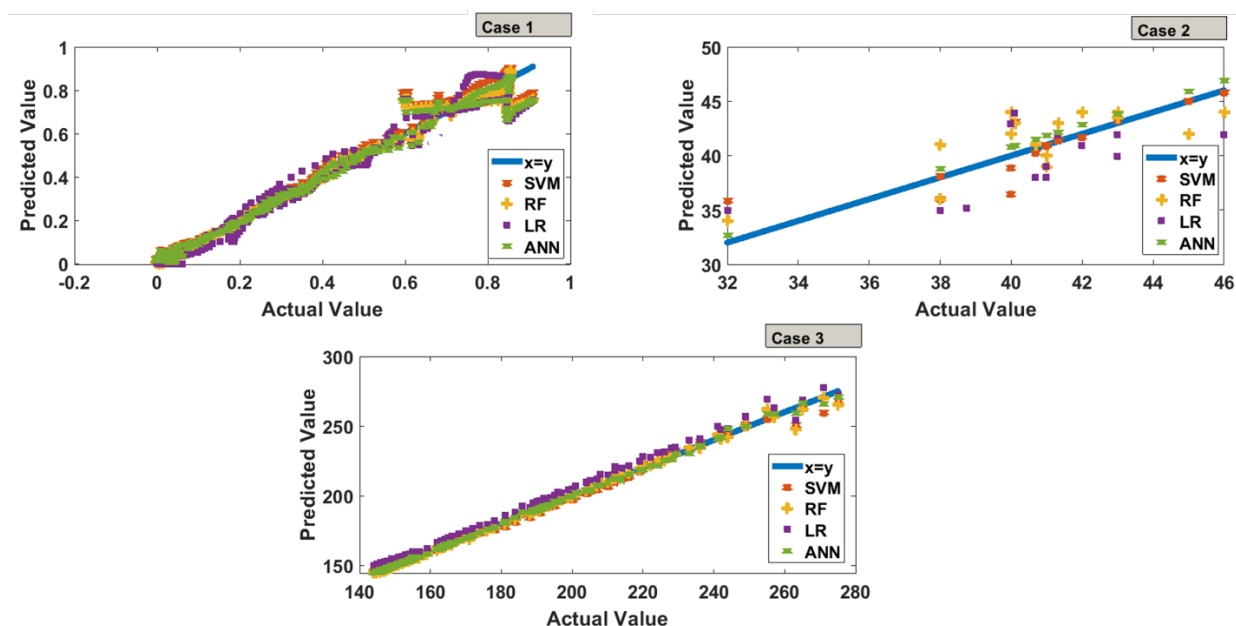 Case 1
Predicted Value
1
0.8
0.6
0.4
0.2
0
-0.2
0
0.2
0.4
0.6
0.8
1
Actual Value
x=y
SVM
RF
LR
ANN
Case 2
Predicted Value
50
45
40
35
30
32
34
36
38
40
42
44
46
Actual Value
x=y
SVM
RF
LR
ANN
Case 3
Predicted Value
300
250
200
150
140
160
180
200
220
240
260
280
Actual Value
x=y
SVM
RF
LR
ANN